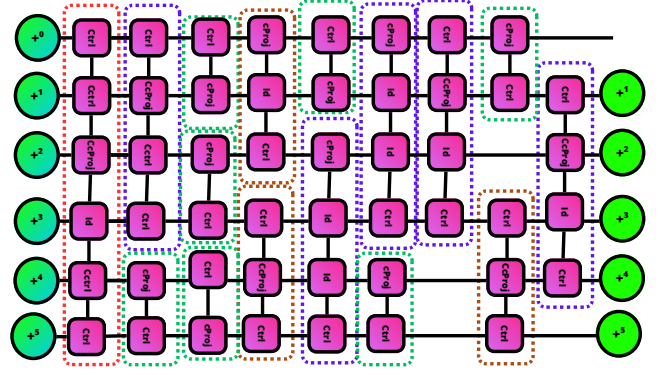 +⁰ Ctrl Ctrl Ctrl cProj Ctrl cProj Ctrl cProj
+¹ Cctrl CcProj cProj Id cProj Id CcProj Ctrl Ctrl +¹
+² CcProj Cctrl cProj Ctrl cProj Id Id CcProj +²
+³ Id Ctrl Ctrl Ctrl Id Ctrl Ctrl Ctrl Id +³
+⁴ Cctrl cProj Ctrl CcProj Id cProj CcProj Ctrl +⁴
+⁵ Ctrl Ctrl cProj Ctrl Ctrl Ctrl Ctrl +⁵